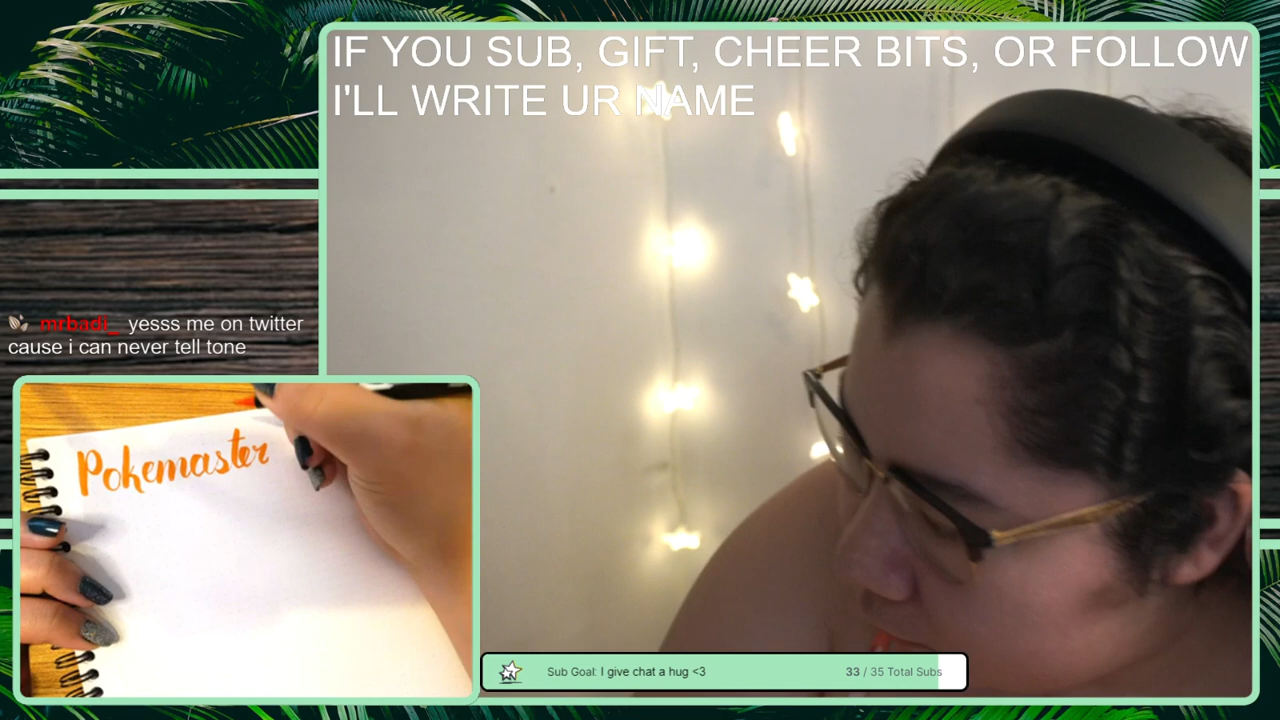 IF YOU SUB, GIFT, CHEER BITS, OR FOLLOW
I'LL WRITE UR NAME
mrbadi_ yesss me on twitter
cause i can never tell tone
Pokemaster
Sub Goal: I give chat a hug <3 33 / 35 Total Subs